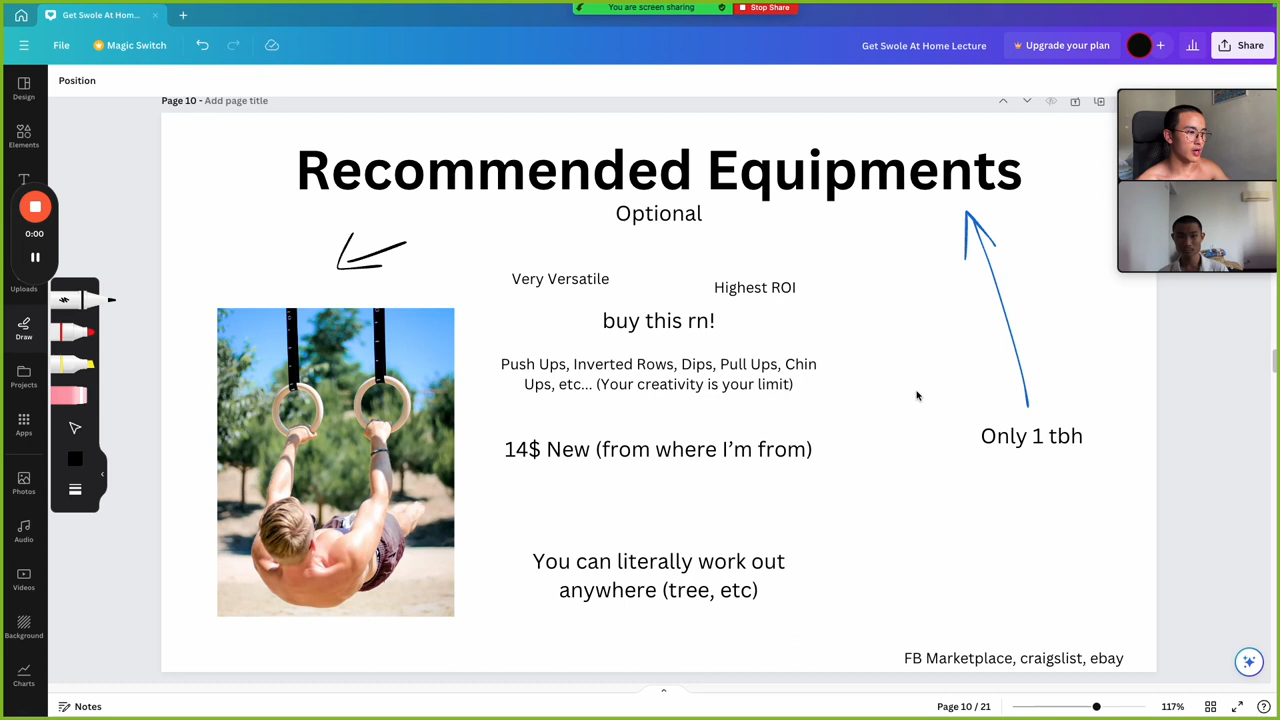 Get Swole At Home...
You are screen sharing
Stop Share
File
Magic Switch
Get Swole At Home Lecture
Upgrade your plan
Share
Position
Page 10 - Add page title
Design
Elements
T
Uploads
Draw
Projects
Apps
Photos
Audio
Videos
Background
Charts
0:00
Recommended Equipments
Optional
Very Versatile
Highest ROI
buy this rn!
Push Ups, Inverted Rows, Dips, Pull Ups, Chin
Ups, etc... (Your creativity is your limit)
14$ New (from where I’m from)
Only 1 tbh
You can literally work out
anywhere (tree, etc)
FB Marketplace, craigslist, ebay
Notes
Page 10 / 21
117%